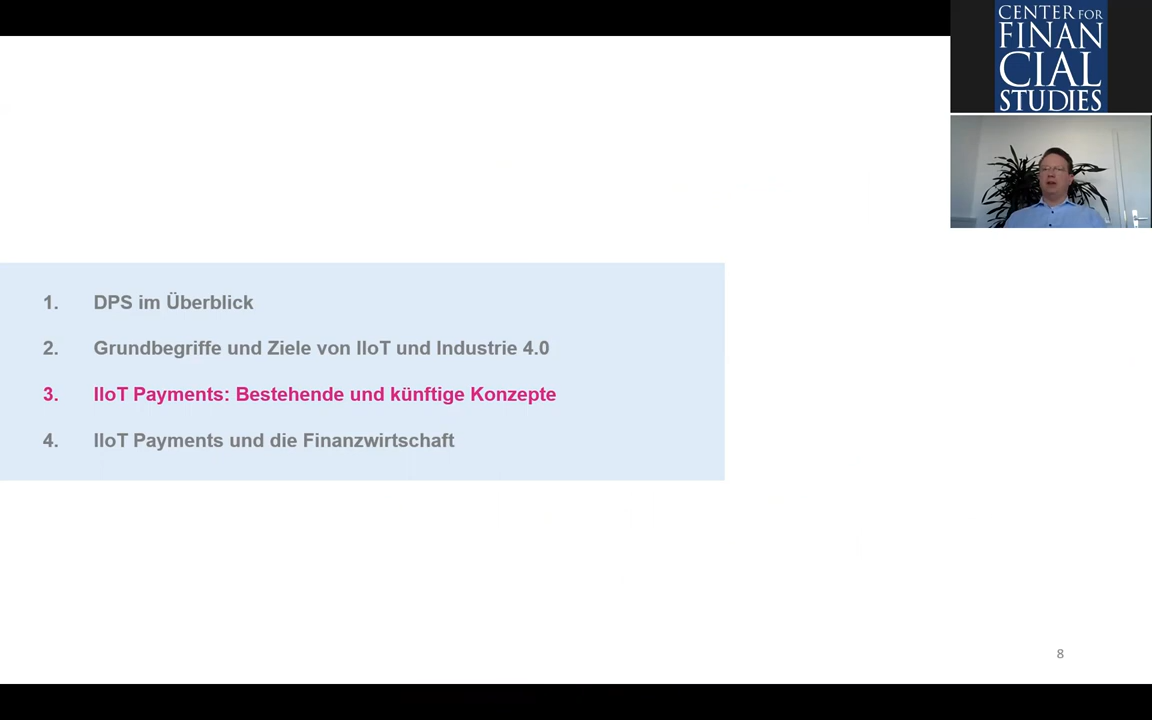 CENTER FOR
FINAN
CIAL
STUDIES
1. DPS im Überblick
2. Grundbegriffe und Ziele von IIoT und Industrie 4.0
3. IIoT Payments: Bestehende und künftige Konzepte
4. IIoT Payments und die Finanzwirtschaft
8